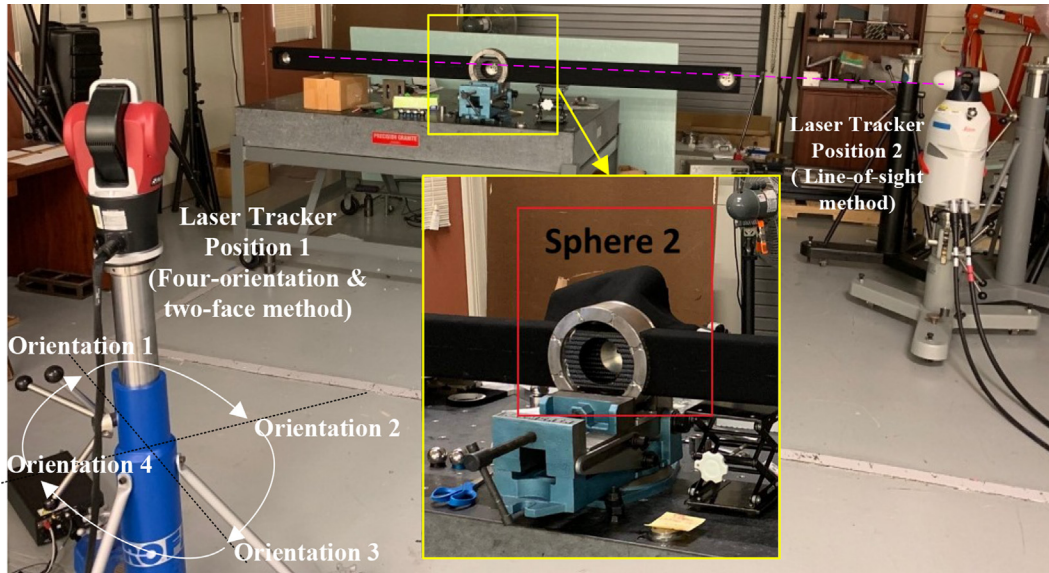 Laser Tracker
Position 1
(Four-orientation &
two-face method)
Laser Tracker
Position 2
( Line-of-sight
method)
PRECISION GRANITE
Sphere 2
Orientation 1
Orientation 2
Orientation 4
Orientation 3